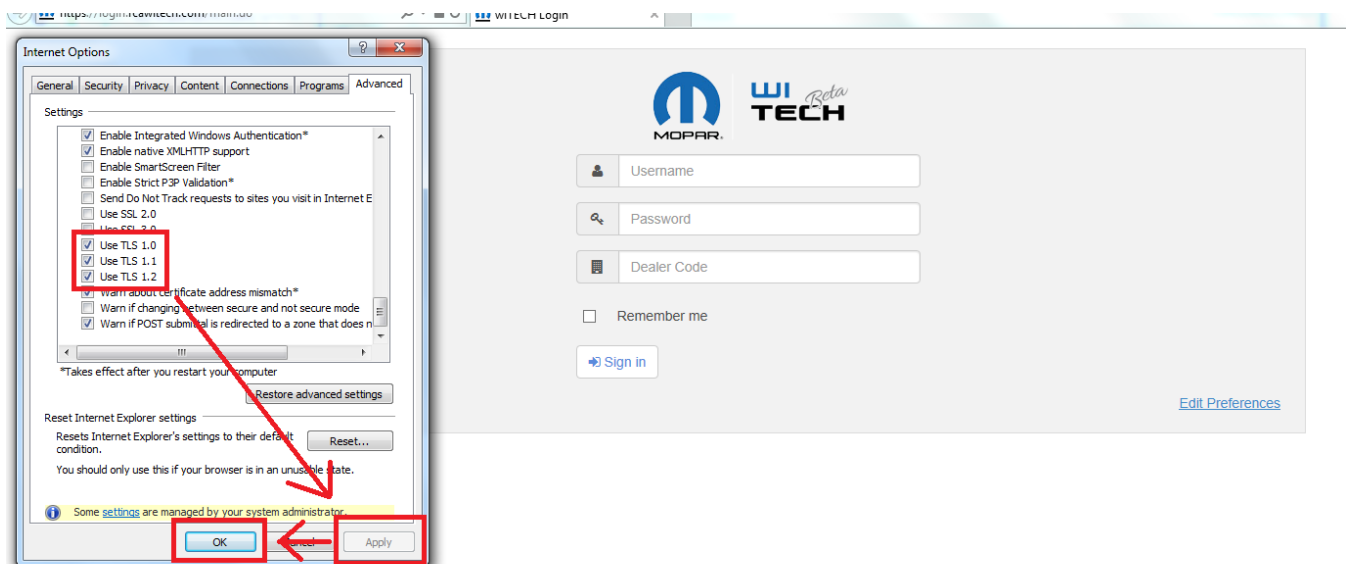 https://login.fcawitech.com/main.do
wiTECH Login
Internet Options
General Security Privacy Content Connections Programs Advanced
Settings
Enable Integrated Windows Authentication*
Enable native XMLHTTP support
Enable SmartScreen Filter
Enable Strict P3P Validation*
Send Do Not Track requests to sites you visit in Internet E
Use SSL 2.0
Use SSL 3.0
Use TLS 1.0
Use TLS 1.1
Use TLS 1.2
Warn about certificate address mismatch*
Warn if changing between secure and not secure mode
Warn if POST submittal is redirected to a zone that does n
*Takes effect after you restart your computer
Restore advanced settings
Reset Internet Explorer settings
Resets Internet Explorer's settings to their default
condition.
Reset...
You should only use this if your browser is in an unusable state.
Some settings are managed by your system administrator.
OK
Cancel
Apply
MOPAR.
WI
TECH
Beta
Username
Password
Dealer Code
Remember me
Sign in
Edit Preferences